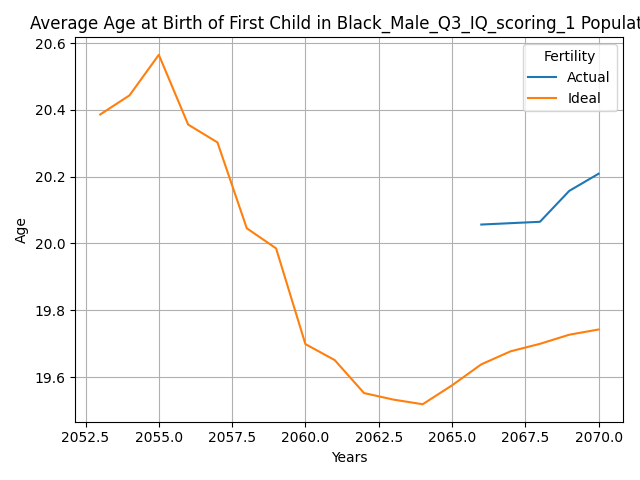 Average Age at Birth of First Child in Black_Male_Q3_IQ_scoring_1 Populat
20.6
20.4
20.2
20.0
19.8
19.6
Age
Fertility
Actual
Ideal
2052.5 2055.0 2057.5 2060.0 2062.5 2065.0 2067.5 2070.0
Years